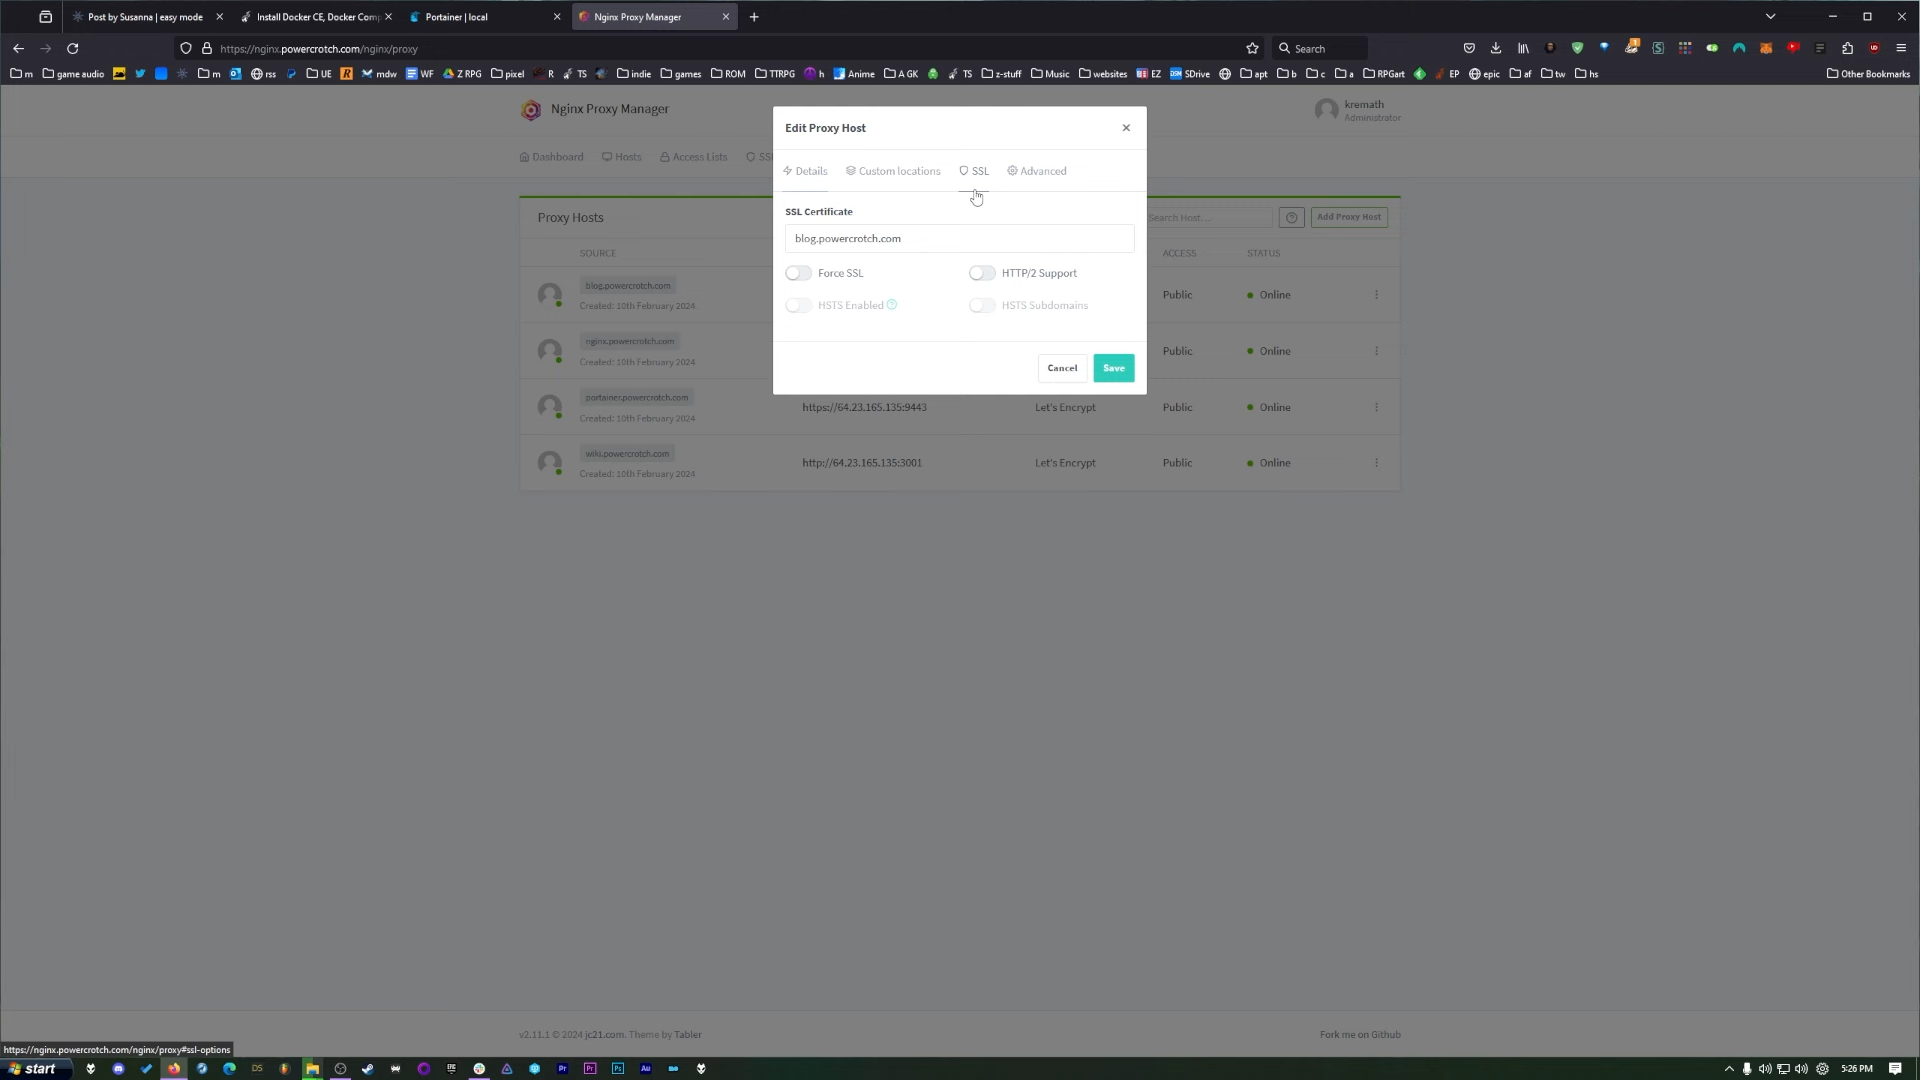 Post by Susanna | easy mode
Install Docker CE, Docker Comp
Portainer | local
Nginx Proxy Manager
https://nginx.powercrotch.com/nginx/proxy
Search
m
game audio
m
rss
UE
mdw
WF
Z RPG
pixel
R
TS
indie
games
ROM
TTRPG
h
Anime
A GK
TS
z-stuff
Music
websites
EZ
SDrive
apt
b
c
a
RPGart
EP
epic
af
tw
hs
Other Bookmarks
Nginx Proxy Manager
kremath
Administrator
Dashboard
Hosts
Access Lists
SS
Edit Proxy Host
Details
Custom locations
SSL
Advanced
SSL Certificate
blog.powercrotch.com
Force SSL
HTTP/2 Support
HSTS Enabled
HSTS Subdomains
Cancel
Save
Proxy Hosts
Search Host...
Add Proxy Host
SOURCE
ACCESS
STATUS
blog.powercrotch.com
Created: 10th February 2024
Public
Online
nginx.powercrotch.com
Created: 10th February 2024
Public
Online
portainer.powercrotch.com
Created: 10th February 2024
https://64.23.165.135:9443
Let's Encrypt
Public
Online
wiki.powercrotch.com
Created: 10th February 2024
http://64.23.165.135:3001
Let's Encrypt
Public
Online
v2.11.1 © 2024 jc21.com. Theme by Tabler
Fork me on Github
https://nginx.powercrotch.com/nginx/proxy#ssl-options
start
DS
Pr
Pr
Ps
Au
5:26 PM